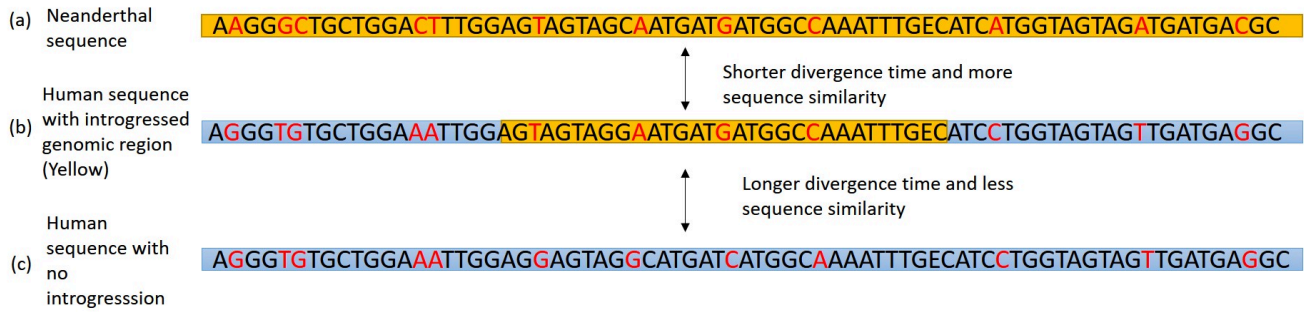 (a) Neanderthal
sequence
AAGGGCTGCTGGACTTTGGAGTAGTAGCAATGATGATGGCCAAATTTGECATCATGGTAGTAGATGATGACGC
Shorter divergence time and more
sequence similarity
(b) Human sequence
with introgressed
genomic region
(Yellow)
AGGGTGTGCTGGAAATTGGAGTAGTAGGAATGATGATGGCCAAATTTGECATCCTGGTAGTAGTTGATGAGGC
Longer divergence time and less
sequence similarity
(c) Human
sequence with
no
introgresssion
AGGGTGTGCTGGAAATTGGAGGAGTAGGCATGATCATGGCAAAATTTGECATCCTGGTAGTAGTTGATGAGGC